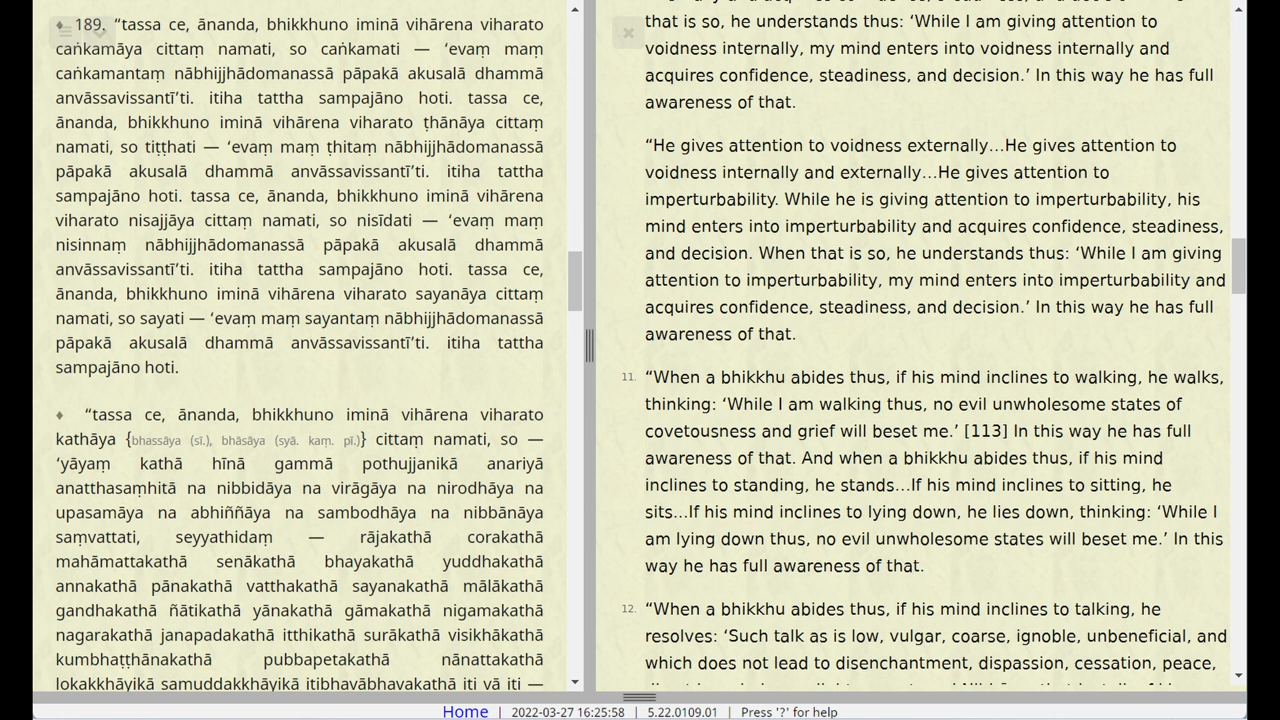 ♦ 189. “tassa ce, ānanda, bhikkhuno iminā vihārena viharato
caṅkamāya cittaṃ namati, so caṅkamati — ‘evaṃ maṃ
caṅkamantaṃ nābhijjhādomanassā pāpakā akusalā dhammā
anvāssavissantī’ti. itiha tattha sampajāno hoti. tassa ce,
ānanda, bhikkhuno iminā vihārena viharato ṭhānāya cittaṃ
namati, so tiṭṭhati — ‘evaṃ maṃ ṭhitaṃ nābhijjhādomanassā
pāpakā akusalā dhammā anvāssavissantī’ti. itiha tattha
sampajāno hoti. tassa ce, ānanda, bhikkhuno iminā vihārena
viharato nisajjāya cittaṃ namati, so nisīdati — ‘evaṃ maṃ
nisinnaṃ nābhijjhādomanassā pāpakā akusalā dhammā
anvāssavissantī’ti. itiha tattha sampajāno hoti. tassa ce,
ānanda, bhikkhuno iminā vihārena viharato sayanāya cittaṃ
namati, so sayati — ‘evaṃ maṃ sayantaṃ nābhijjhādomanassā
pāpakā akusalā dhammā anvāssavissantī’ti. itiha tattha
sampajāno hoti.
♦ “tassa ce, ānanda, bhikkhuno iminā vihārena viharato
kathāya {bhassāya (sī.), bhāsāya (syā. kaṃ. pī.)} cittaṃ namati, so —
‘yāyaṃ kathā hīnā gammā pothujjanikā anariyā
anatthasaṃhitā na nibbidāya na virāgāya na nirodhāya na
upasamāya na abhiññāya na sambodhāya na nibbānāya
saṃvattati, seyyathidaṃ — rājakathā corakathā
mahāmattakathā senākathā bhayakathā yuddhakathā
annakathā pānakathā vatthakathā sayanakathā mālākathā
gandhakathā ñātikathā yānakathā gāmakathā nigamakathā
nagarakathā janapadakathā itthikathā surākathā visikhākathā
kumbhaṭṭhānakathā pubbapetakathā nānattakathā
lokakkhāyikā samuddakkhāyikā itibhavābhavakathā iti vā iti —
that is so, he understands thus: ‘While I am giving attention to
voidness internally, my mind enters into voidness internally and
acquires confidence, steadiness, and decision.’ In this way he has full
awareness of that.
“He gives attention to voidness externally…He gives attention to
voidness internally and externally…He gives attention to
imperturbability. While he is giving attention to imperturbability, his
mind enters into imperturbability and acquires confidence, steadiness,
and decision. When that is so, he understands thus: ‘While I am giving
attention to imperturbability, my mind enters into imperturbability and
acquires confidence, steadiness, and decision.’ In this way he has full
awareness of that.
11. “When a bhikkhu abides thus, if his mind inclines to walking, he walks,
thinking: ‘While I am walking thus, no evil unwholesome states of
covetousness and grief will beset me.’ [113] In this way he has full
awareness of that. And when a bhikkhu abides thus, if his mind
inclines to standing, he stands…If his mind inclines to sitting, he
sits…If his mind inclines to lying down, he lies down, thinking: ‘While I
am lying down thus, no evil unwholesome states will beset me.’ In this
way he has full awareness of that.
12. “When a bhikkhu abides thus, if his mind inclines to talking, he
resolves: ‘Such talk as is low, vulgar, coarse, ignoble, unbeneficial, and
which does not lead to disenchantment, dispassion, cessation, peace,
Home | 2022-03-27 16:25:58 | 5.22.0109.01 | Press '?' for help